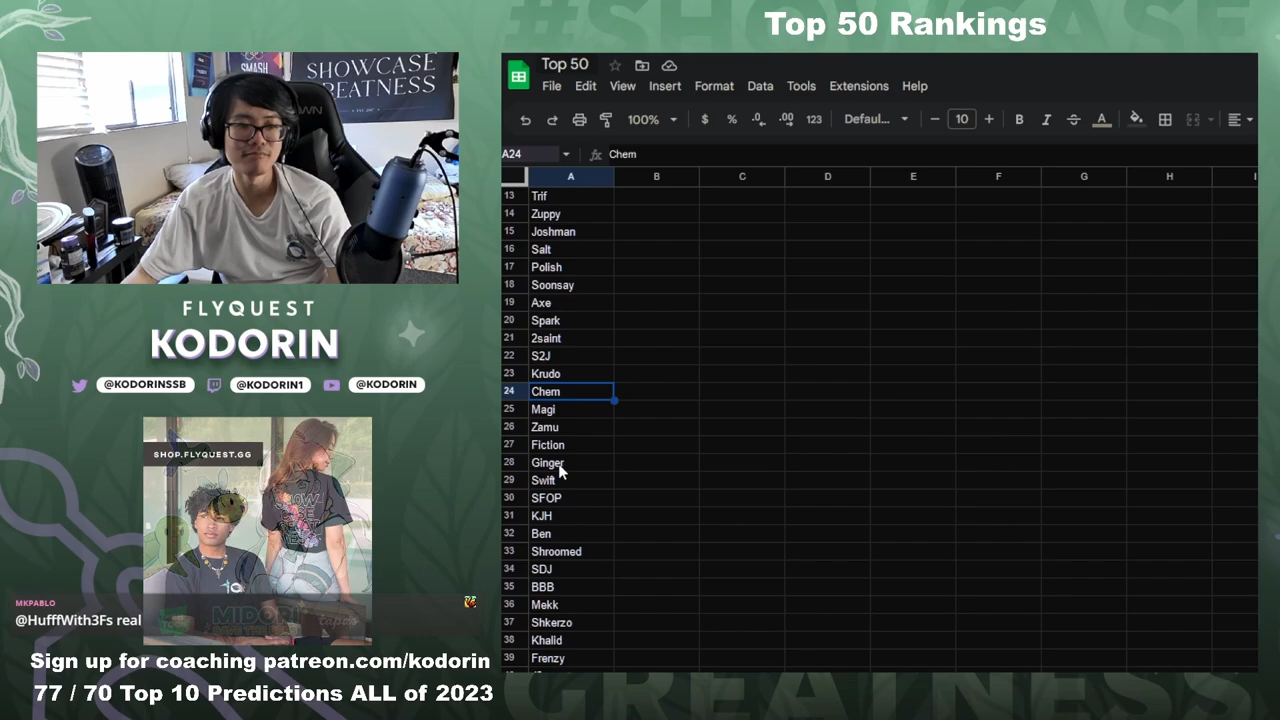 #SHOWCASE
Top 50 Rankings
SMASH
SHOWCASE
GREATNESS
FLYQUEST
KODORIN
@KODORINSSB
@KODORIN1
@KODORIN
SHOP.FLYQUEST.GG
MIDORI
MKPABLO
@HufffWith3Fs real
Sign up for coaching patreon.com/kodorin
77 / 70 Top 10 Predictions ALL of 2023
Top 50
File Edit View Insert Format Data Tools Extensions Help
100% $ % .0 .00 123 Defaul... − 10 + B I S A
A24 fx Chem
A B C D E F G H I
13 Trif
14 Zuppy
15 Joshman
16 Salt
17 Polish
18 Soonsay
19 Axe
20 Spark
21 2saint
22 S2J
23 Krudo
24 Chem
25 Magi
26 Zamu
27 Fiction
28 Ginger
29 Swift
30 SFOP
31 KJH
32 Ben
33 Shroomed
34 SDJ
35 BBB
36 Mekk
37 Shkerzo
38 Khalid
39 Frenzy
GREATNESS